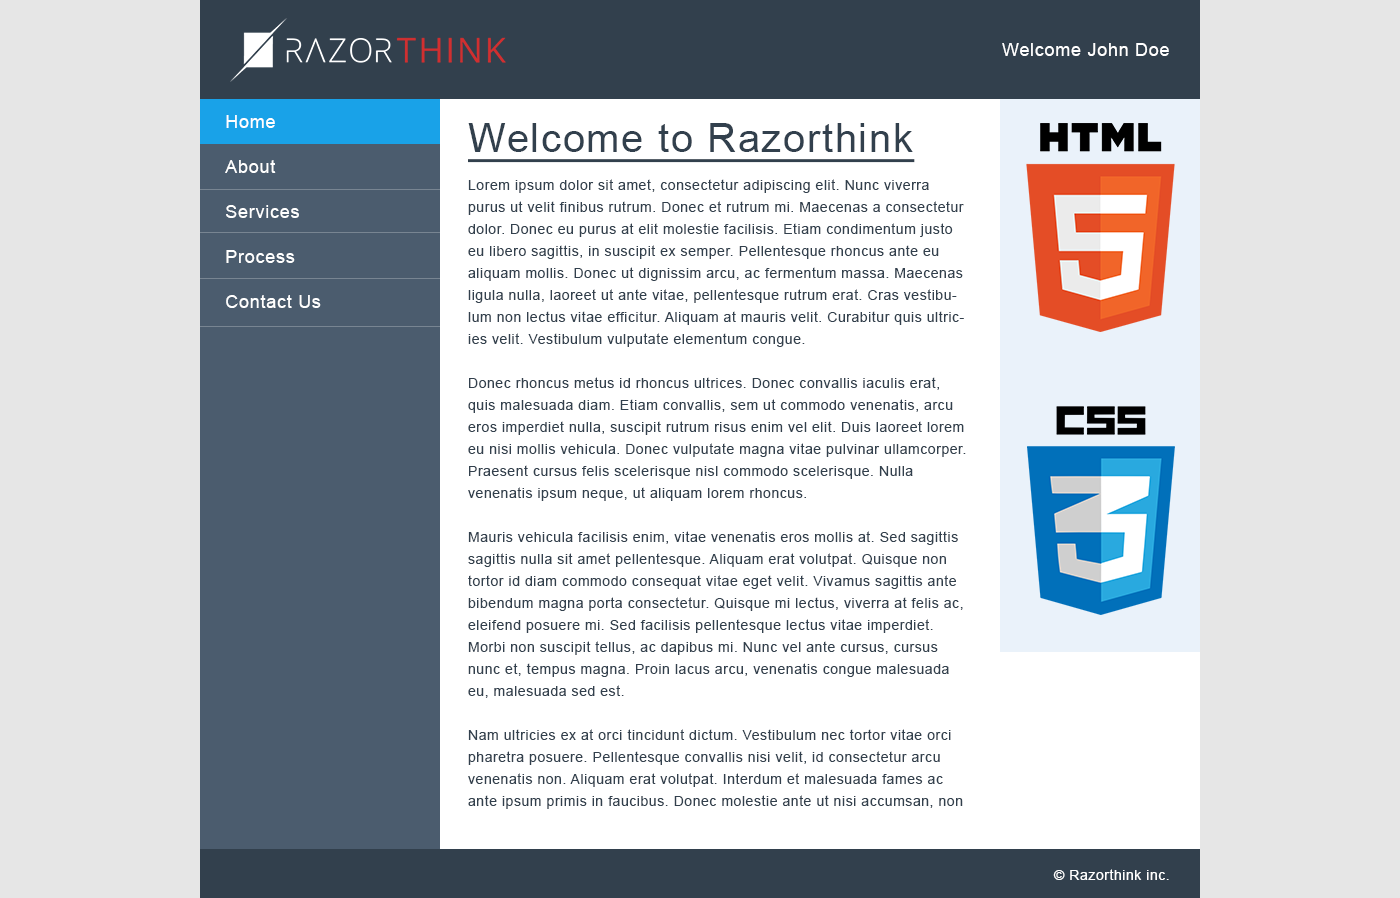 RAZORTHINK
Welcome John Doe
Home
About
Services
Process
Contact Us
Welcome to Razorthink
Lorem ipsum dolor sit amet, consectetur adipiscing elit. Nunc viverra
purus ut velit finibus rutrum. Donec et rutrum mi. Maecenas a consectetur
dolor. Donec eu purus at elit molestie facilisis. Etiam condimentum justo
eu libero sagittis, in suscipit ex semper. Pellentesque rhoncus ante eu
aliquam mollis. Donec ut dignissim arcu, ac fermentum massa. Maecenas
ligula nulla, laoreet ut ante vitae, pellentesque rutrum erat. Cras vestibu-
lum non lectus vitae efficitur. Aliquam at mauris velit. Curabitur quis ultric-
ies velit. Vestibulum vulputate elementum congue.
Donec rhoncus metus id rhoncus ultrices. Donec convallis iaculis erat,
quis malesuada diam. Etiam convallis, sem ut commodo venenatis, arcu
eros imperdiet nulla, suscipit rutrum risus enim vel elit. Duis laoreet lorem
eu nisi mollis vehicula. Donec vulputate magna vitae pulvinar ullamcorper.
Praesent cursus felis scelerisque nisl commodo scelerisque. Nulla
venenatis ipsum neque, ut aliquam lorem rhoncus.
Mauris vehicula facilisis enim, vitae venenatis eros mollis at. Sed sagittis
sagittis nulla sit amet pellentesque. Aliquam erat volutpat. Quisque non
tortor id diam commodo consequat vitae eget velit. Vivamus sagittis ante
bibendum magna porta consectetur. Quisque mi lectus, viverra at felis ac,
eleifend posuere mi. Sed facilisis pellentesque lectus vitae imperdiet.
Morbi non suscipit tellus, ac dapibus mi. Nunc vel ante cursus, cursus
nunc et, tempus magna. Proin lacus arcu, venenatis congue malesuada
eu, malesuada sed est.
Nam ultricies ex at orci tincidunt dictum. Vestibulum nec tortor vitae orci
pharetra posuere. Pellentesque convallis nisi velit, id consectetur arcu
venenatis non. Aliquam erat volutpat. Interdum et malesuada fames ac
ante ipsum primis in faucibus. Donec molestie ante ut nisi accumsan, non
HTML
5
CSS
3
© Razorthink inc.